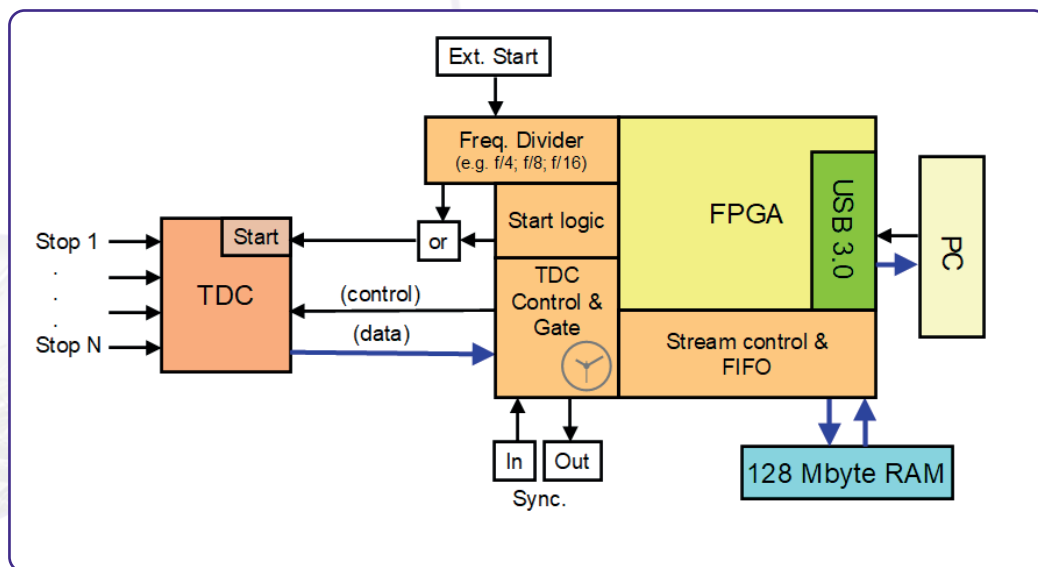 Ext. Start
Freq. Divider
(e.g. f/4; f/8; f/16)
FPGA
USB 3.0
PC
Start logic
or
Start
Stop 1
.
.
Stop N
TDC
(control)
(data)
TDC
Control &
Gate
Stream control &
FIFO
In
Out
Sync.
128 Mbyte RAM